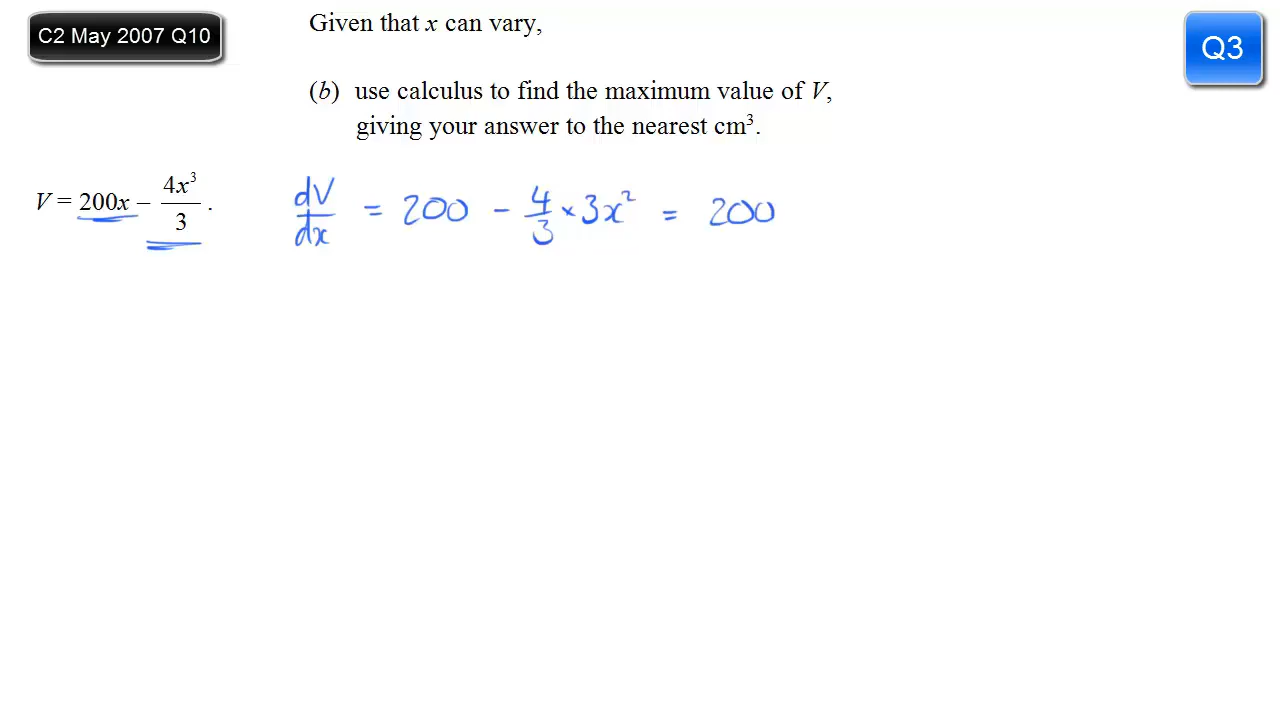 C2 May 2007 Q10
Given that x can vary,
Q3
(b) use calculus to find the maximum value of V,
giving your answer to the nearest cm³.
V = 200x − 4x³/3 .
dV/dx = 200 − 4/3 × 3x² = 200